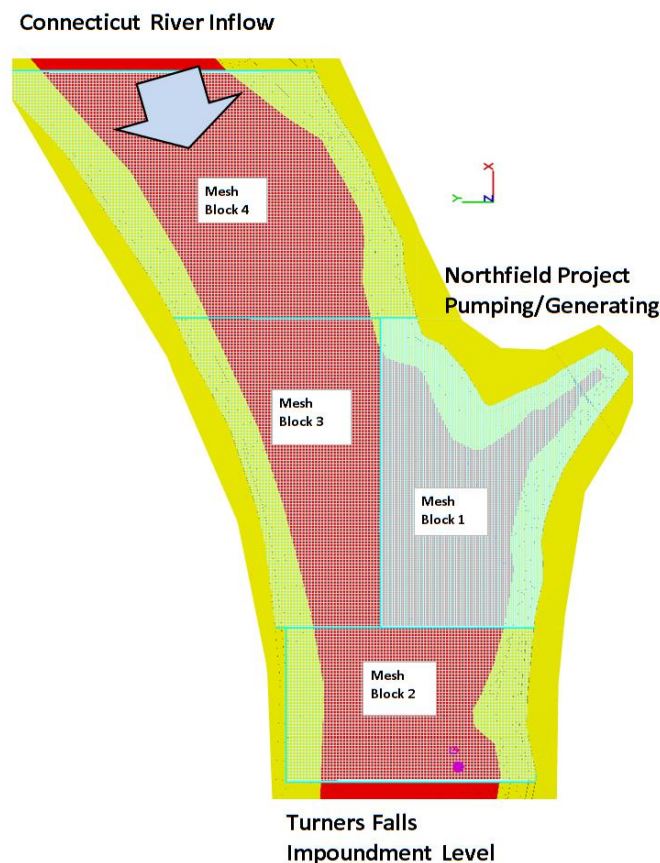 Connecticut River Inflow
Mesh
Block 4
X
Y
Z
Northfield Project
Pumping/Generating
Mesh
Block 3
Mesh
Block 1
Mesh
Block 2
G
Turners Falls
Impoundment Level